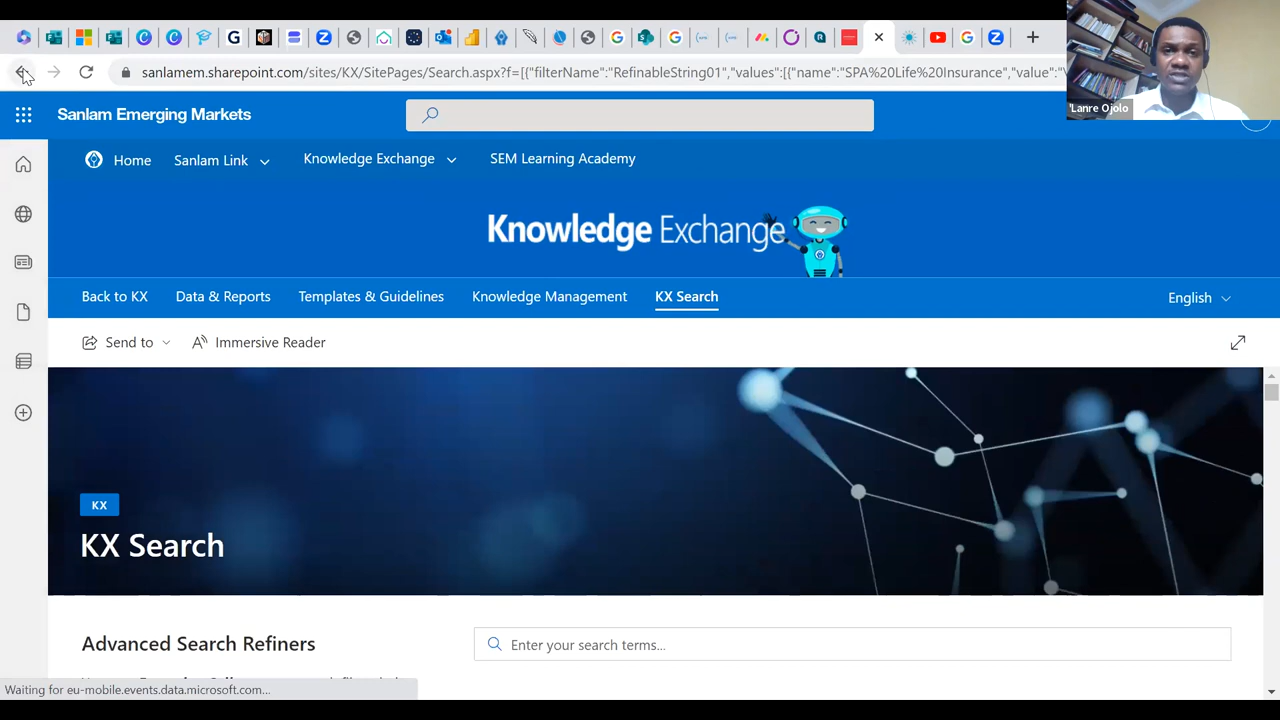 sanlamem.sharepoint.com/sites/KX/SitePages/Search.aspx?f=[{"filterName":"RefinableString01","values":[{"name":"SPA%20Life%20Insurance","value":"
'Lanre Ojolo
Sanlam Emerging Markets
Home
Sanlam Link
Knowledge Exchange
SEM Learning Academy
Knowledge Exchange
Back to KX
Data & Reports
Templates & Guidelines
Knowledge Management
KX Search
English
Send to
Immersive Reader
KX
KX Search
Advanced Search Refiners
Enter your search terms...
Waiting for eu-mobile.events.data.microsoft.com...